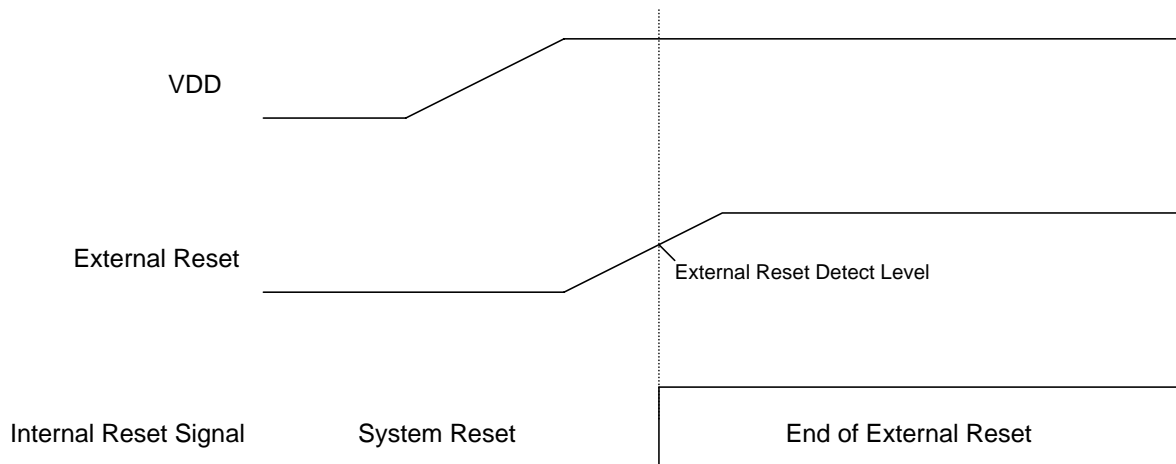 VDD
External Reset
External Reset Detect Level
Internal Reset Signal
System Reset
End of External Reset